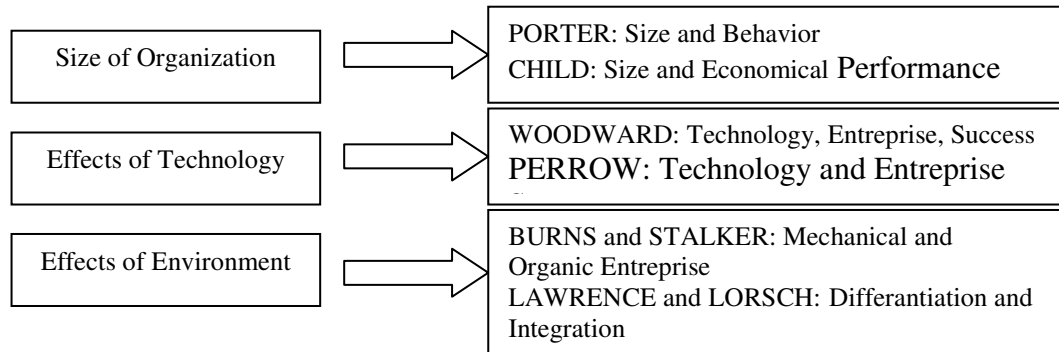 Size of Organization
PORTER: Size and Behavior
CHILD: Size and Economical Performance
Effects of Technology
WOODWARD: Technology, Entreprise, Success
PERROW: Technology and Entreprise
Effects of Environment
BURNS and STALKER: Mechanical and
Organic Entreprise
LAWRENCE and LORSCH: Differantiation and
Integration